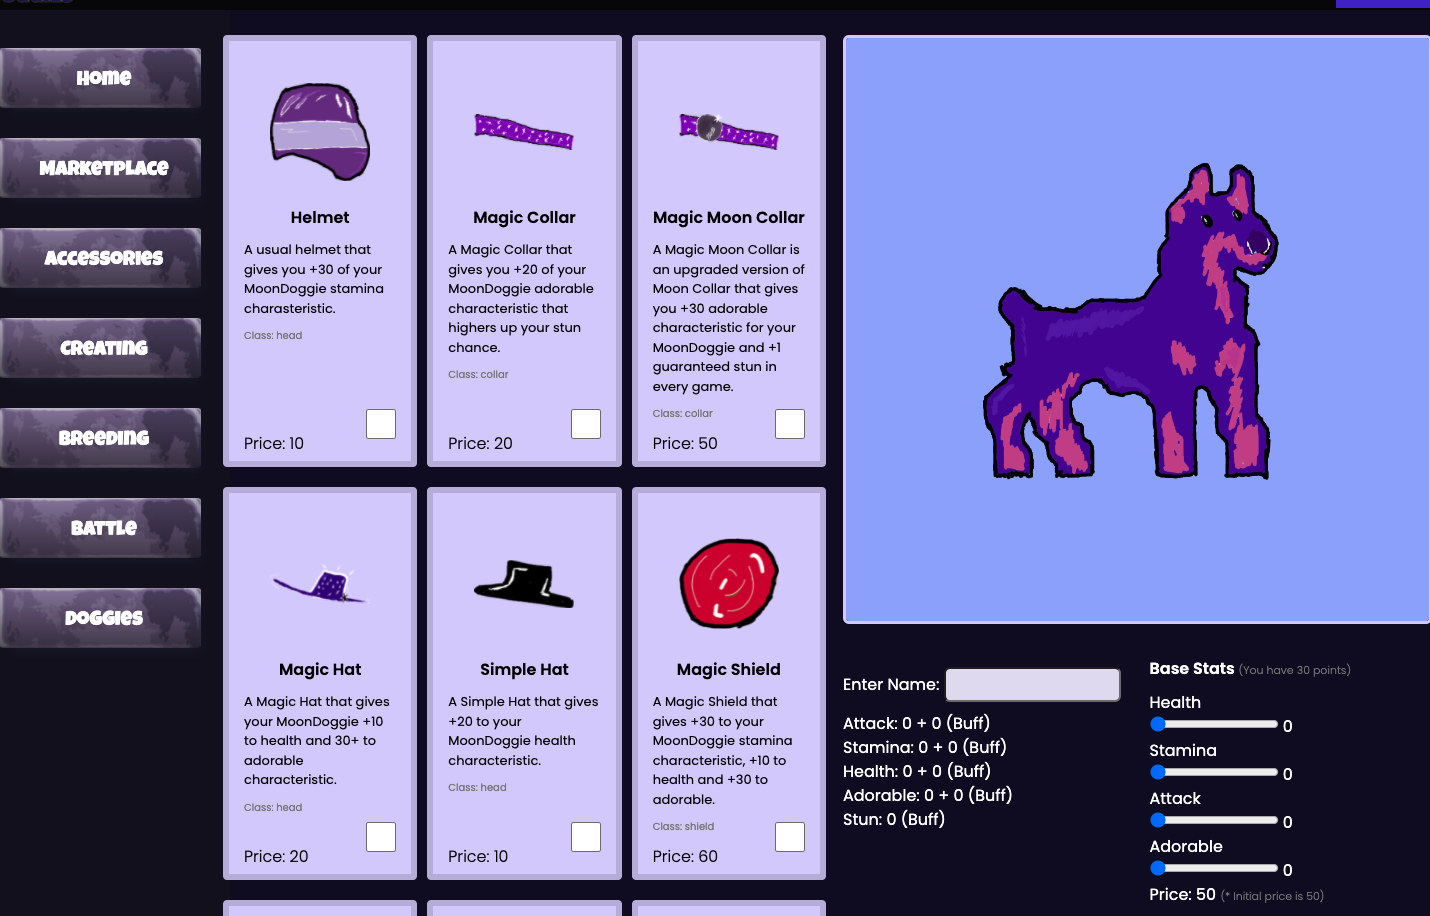 Home
Marketplace
Accessories
Creating
Breeding
Battle
Doggies
Helmet
A usual helmet that
gives you +30 of your
MoonDoggie stamina
charasteristic.
Class: head
Price: 10
Magic Collar
A Magic Collar that
gives you +20 of your
MoonDoggie adorable
characteristic that
highers up your stun
chance.
Class: collar
Price: 20
Magic Moon Collar
A Magic Moon Collar is
an upgraded version of
Moon Collar that gives
you +30 adorable
characteristic for your
MoonDoggie and +1
guaranteed stun in
every game.
Class: collar
Price: 50
Magic Hat
A Magic Hat that gives
your MoonDoggie +10
to health and 30+ to
adorable
characteristic.
Class: head
Price: 20
Simple Hat
A Simple Hat that gives
+20 to your
MoonDoggie health
characteristic.
Class: head
Price: 10
Magic Shield
A Magic Shield that
gives +30 to your
MoonDoggie stamina
characteristic, +10 to
health and +30 to
adorable.
Class: shield
Price: 60
Enter Name:
Attack: 0 + 0 (Buff)
Stamina: 0 + 0 (Buff)
Health: 0 + 0 (Buff)
Adorable: 0 + 0 (Buff)
Stun: 0 (Buff)
Base Stats (You have 30 points)
Health
0
Stamina
0
Attack
0
Adorable
0
Price: 50 (* Initial price is 50)